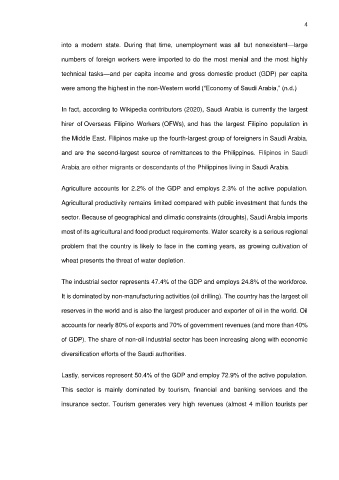 4
into a modern state. During that time, unemployment was all but nonexistent—large
numbers of foreign workers were imported to do the most menial and the most highly
technical tasks—and per capita income and gross domestic product (GDP) per capita
were among the highest in the non-Western world ("Economy of Saudi Arabia," (n.d.)
In fact, according to Wikipedia contributors (2020), Saudi Arabia is currently the largest
hirer of Overseas Filipino Workers (OFWs), and has the largest Filipino population in
the Middle East. Filipinos make up the fourth-largest group of foreigners in Saudi Arabia,
and are the second-largest source of remittances to the Philippines. Filipinos in Saudi
Arabia are either migrants or descendants of the Philippines living in Saudi Arabia.
Agriculture accounts for 2.2% of the GDP and employs 2.3% of the active population.
Agricultural productivity remains limited compared with public investment that funds the
sector. Because of geographical and climatic constraints (droughts), Saudi Arabia imports
most of its agricultural and food product requirements. Water scarcity is a serious regional
problem that the country is likely to face in the coming years, as growing cultivation of
wheat presents the threat of water depletion.
The industrial sector represents 47.4% of the GDP and employs 24.8% of the workforce.
It is dominated by non-manufacturing activities (oil drilling). The country has the largest oil
reserves in the world and is also the largest producer and exporter of oil in the world. Oil
accounts for nearly 80% of exports and 70% of government revenues (and more than 40%
of GDP). The share of non-oil industrial sector has been increasing along with economic
diversification efforts of the Saudi authorities.
Lastly, services represent 50.4% of the GDP and employ 72.9% of the active population.
This sector is mainly dominated by tourism, financial and banking services and the
insurance sector. Tourism generates very high revenues (almost 4 million tourists per